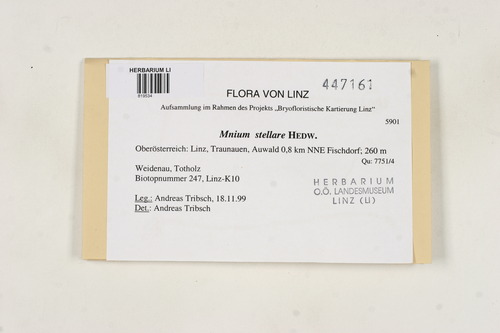 HERBARIUM LI
819534
FLORA VON LINZ
447161
Aufsammlung im Rahmen des Projekts „Bryofloristische Kartierung Linz“
5901
Mnium stellare HEDW.
Oberösterreich: Linz, Traunauen, Auwald 0,8 km NNE Fischdorf; 260 m
Qu: 7751/4
Weidenau, Totholz
Biotopnummer 247, Linz-K10
HERBARIUM
O.Ö. LANDESMUSEUM
LINZ (LI)
Leg.: Andreas Tribsch, 18.11.99
Det.: Andreas Tribsch